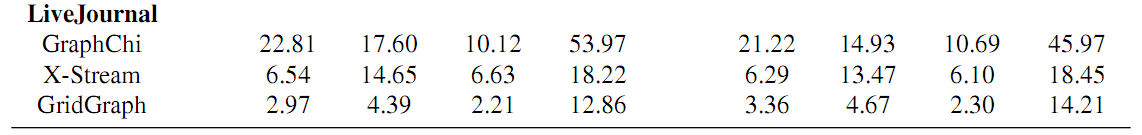 LiveJournal
GraphChi 22.81 17.60 10.12 53.97 21.22 14.93 10.69 45.97
X-Stream 6.54 14.65 6.63 18.22 6.29 13.47 6.10 18.45
GridGraph 2.97 4.39 2.21 12.86 3.36 4.67 2.30 14.21